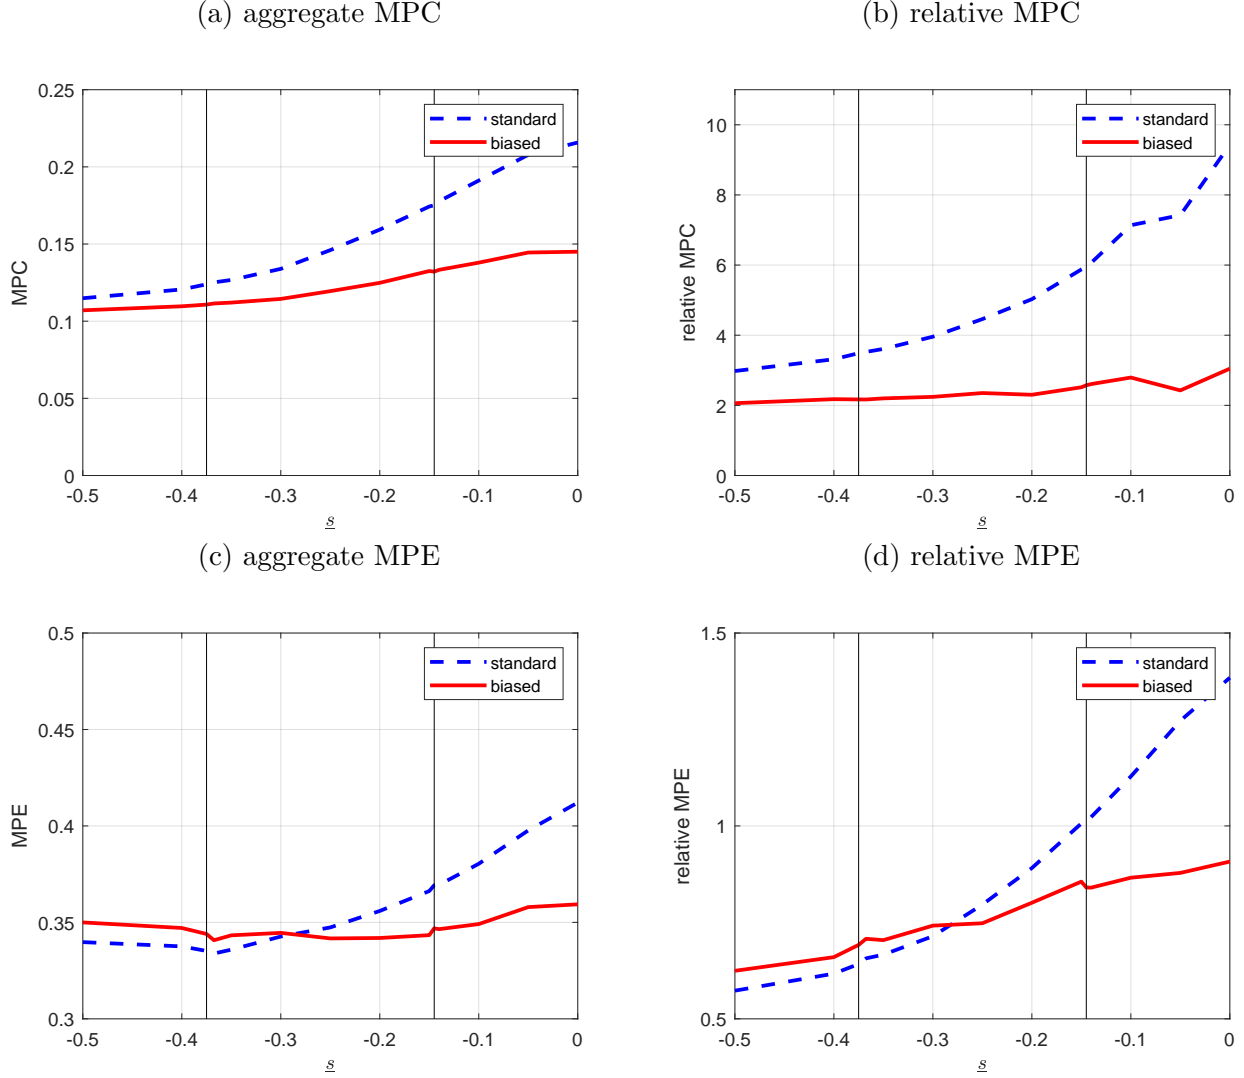 (a) aggregate MPC
0.25
0.2
0.15
0.1
0.05
0
MPC
-0.5 -0.4 -0.3 -0.2 -0.1 0
s
standard
biased
(b) relative MPC
10
8
6
4
2
0
relative MPC
-0.5 -0.4 -0.3 -0.2 -0.1 0
s
standard
biased
(c) aggregate MPE
0.5
0.45
0.4
0.35
0.3
MPE
-0.5 -0.4 -0.3 -0.2 -0.1 0
s
standard
biased
(d) relative MPE
1.5
1
0.5
relative MPE
-0.5 -0.4 -0.3 -0.2 -0.1 0
s
standard
biased